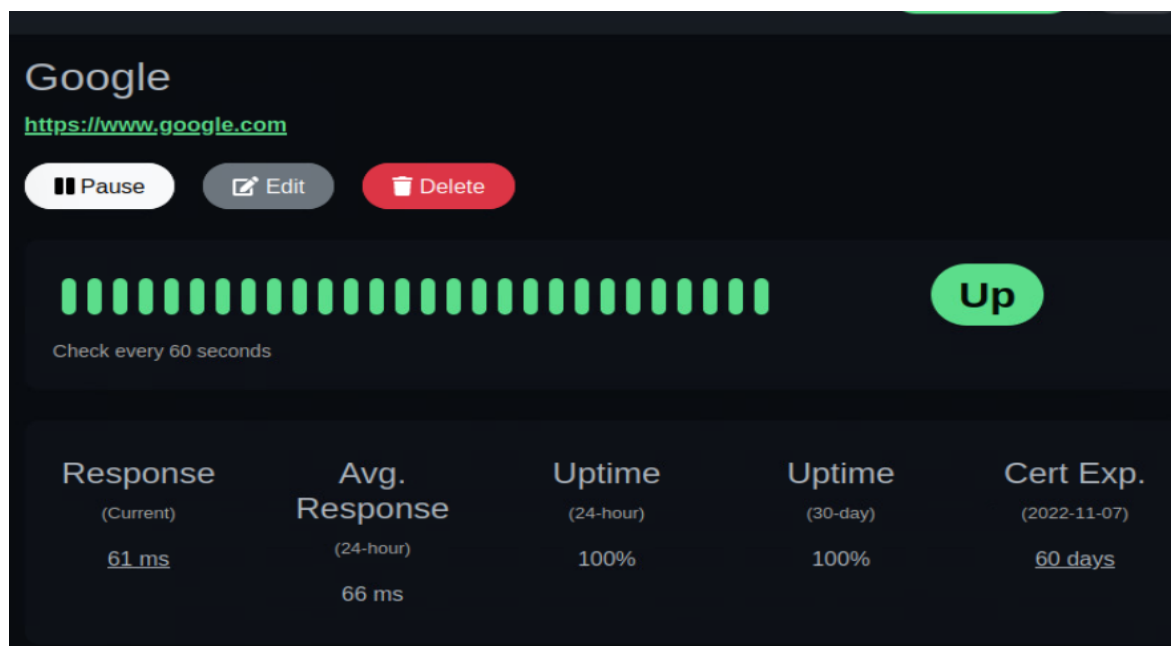 Google
https://www.google.com
Pause
Edit
Delete
Up
Check every 60 seconds
Response
(Current)
61 ms
Avg.
Response
(24-hour)
66 ms
Uptime
(24-hour)
100%
Uptime
(30-day)
100%
Cert Exp.
(2022-11-07)
60 days